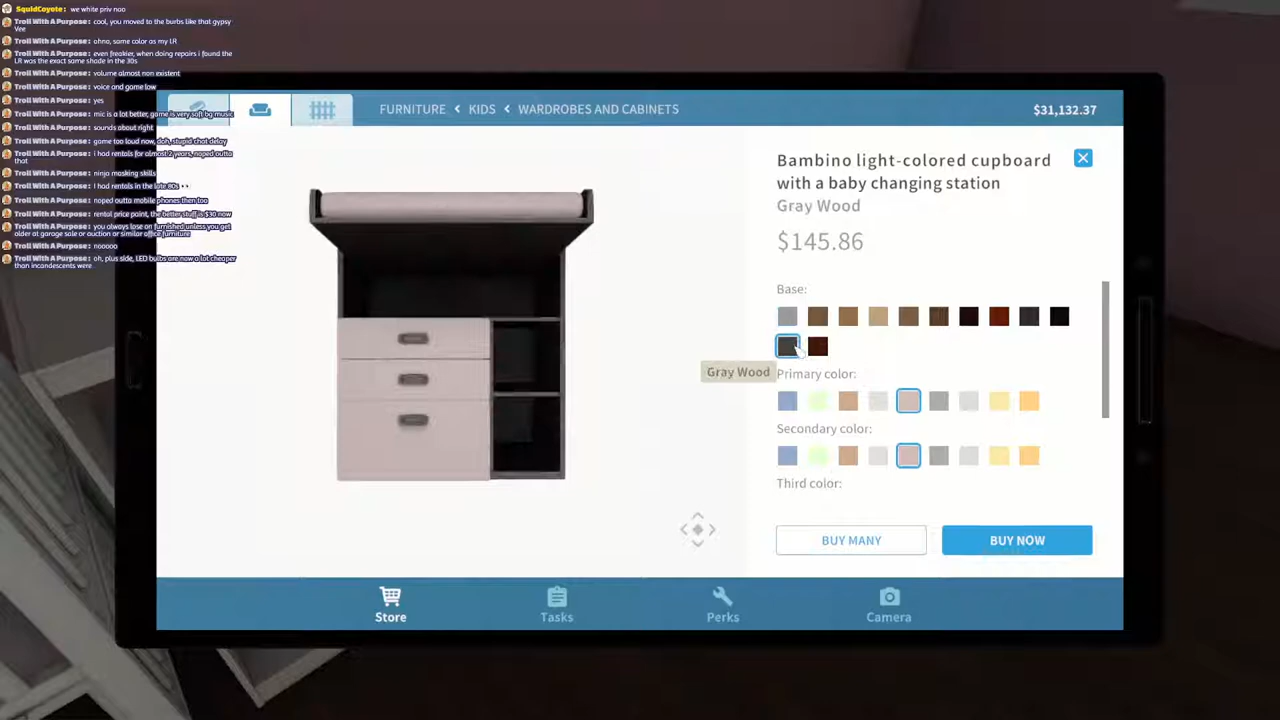 SquidCoyote : we white priv nao
Troll With A Purpose : cool, you moved to the burbs like that gypsy
Vee
Troll With A Purpose : ohno, same color as my LR
Troll With A Purpose : even freakier, when doing repairs i found the
LR was the exact same shade in the 30s
Troll With A Purpose : volume almost non existent
Troll With A Purpose : voice and game low
Troll With A Purpose : yes
Troll With A Purpose : mic is a lot better, game is very soft bg music
Troll With A Purpose : sounds about right
Troll With A Purpose : game too loud now, doh, stupid chat delay
Troll With A Purpose : i had rentals for almost 2 years, noped outta
that
Troll With A Purpose : ninja masking skills
Troll With A Purpose : I had rentals in the late 80s
Troll With A Purpose : noped outta mobile phones then too
Troll With A Purpose : rental price point, the better stuff is $30 now
Troll With A Purpose : you always lose on furnished unless you get
older at garage sale or auction or similar office furniture
Troll With A Purpose : nooooo
Troll With A Purpose : oh, plus side, LED bulbs are now a lot cheaper
than incandescents were
FURNITURE < KIDS < WARDROBES AND CABINETS
$31,132.37
Bambino light-colored cupboard
with a baby changing station
Gray Wood
$145.86
Base:
Gray Wood
Primary color:
Secondary color:
Third color:
BUY MANY
BUY NOW
Store
Tasks
Perks
Camera